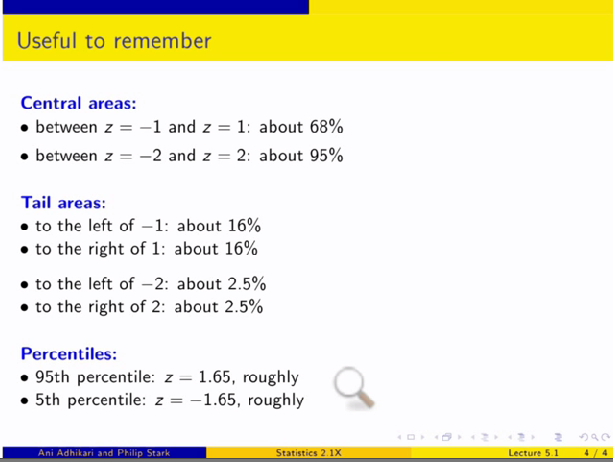 Useful to remember
Central areas:
• between z = −1 and z = 1: about 68%
• between z = −2 and z = 2: about 95%
Tail areas:
• to the left of −1: about 16%
• to the right of 1: about 16%
• to the left of −2: about 2.5%
• to the right of 2: about 2.5%
Percentiles:
• 95th percentile: z = 1.65, roughly
• 5th percentile: z = −1.65, roughly
Ani Adhikari and Philip Stark Statistics 2.1X Lecture 5.1 4 / 4